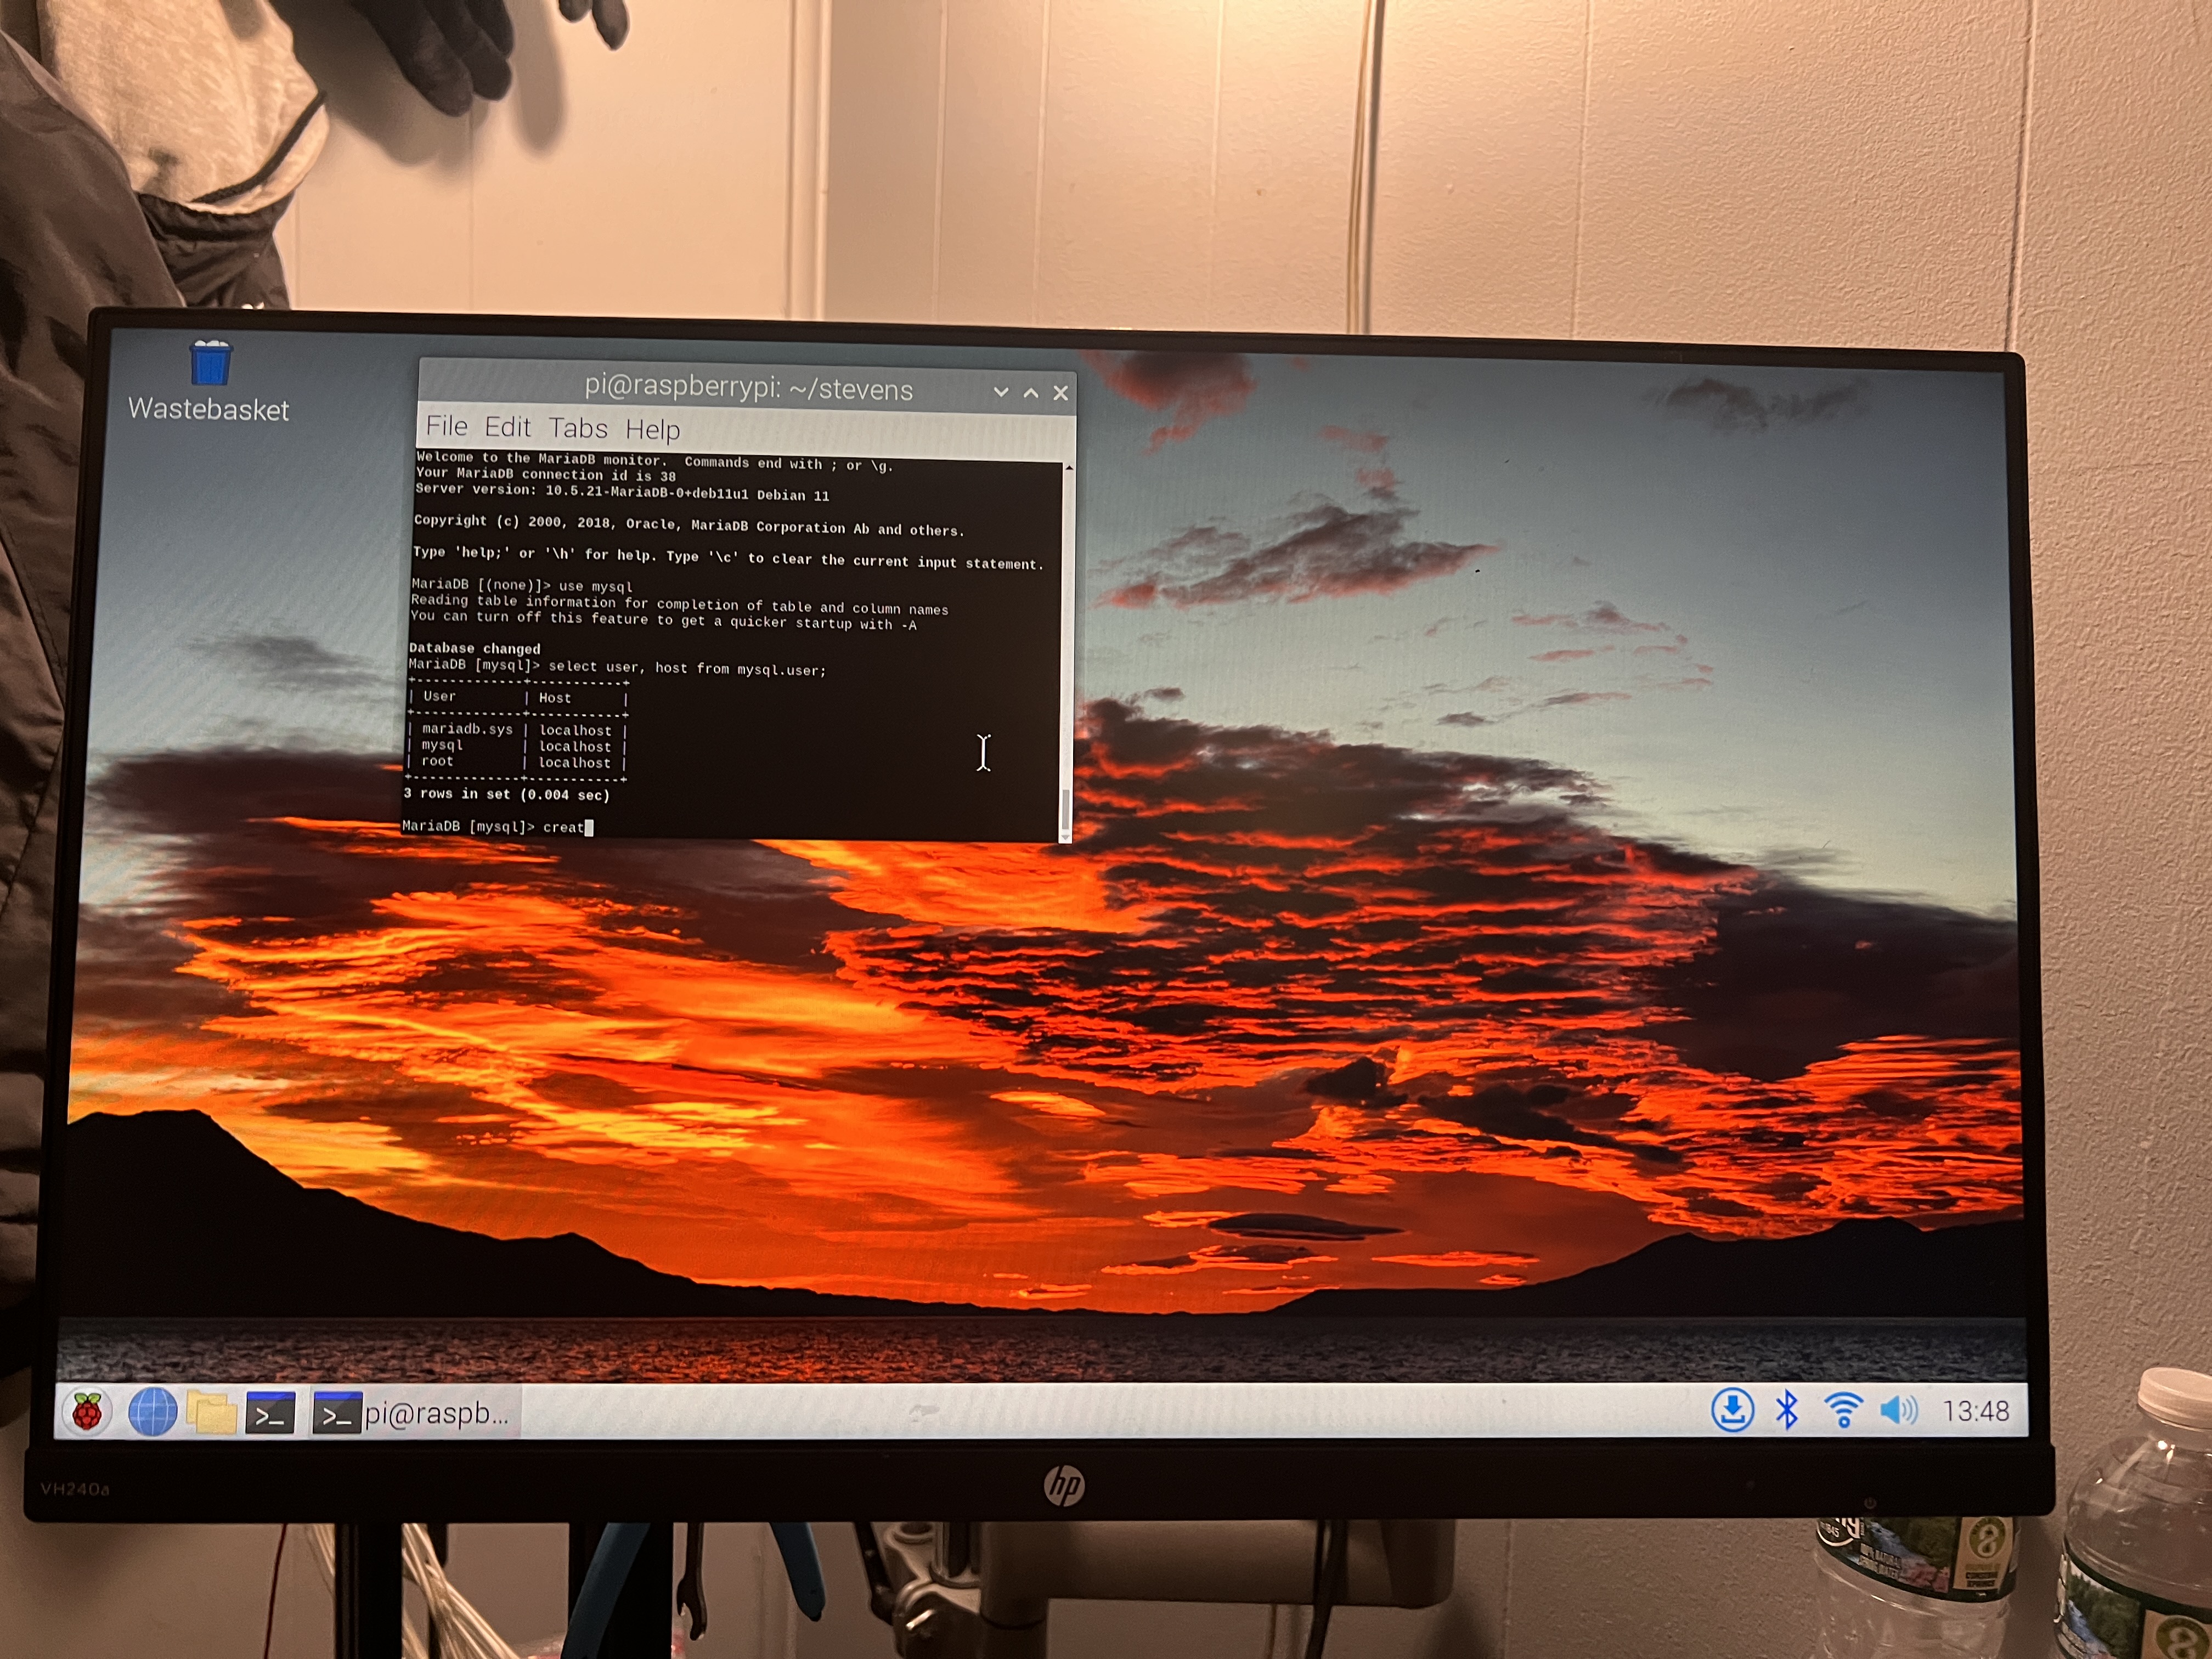 Wastebasket
pi@raspberrypi: ~/stevens
File Edit Tabs Help
Welcome to the MariaDB monitor.  Commands end with ; or \g.
Your MariaDB connection id is 38
Server version: 10.5.21-MariaDB-0+deb11u1 Debian 11
Copyright (c) 2000, 2018, Oracle, MariaDB Corporation Ab and others.
Type 'help;' or '\h' for help. Type '\c' to clear the current input statement.
MariaDB [(none)]> use mysql
Reading table information for completion of table and column names
You can turn off this feature to get a quicker startup with -A
Database changed
MariaDB [mysql]> select user, host from mysql.user;
+-------------+-----------+
| User        | Host      |
+-------------+-----------+
| mariadb.sys | localhost |
| mysql       | localhost |
| root        | localhost |
+-------------+-----------+
3 rows in set (0.004 sec)
MariaDB [mysql]> creat
>_ >_ pi@raspb...
13:48
VH240a
hp